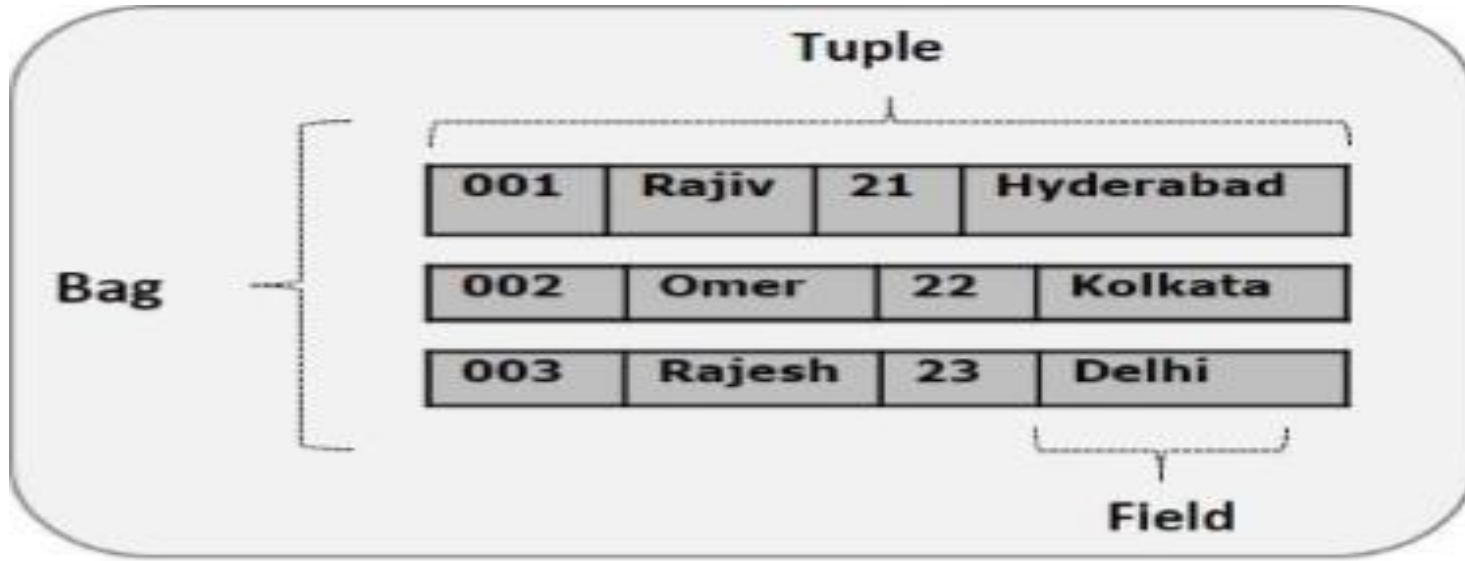 Tuple
001 Rajiv 21 Hyderabad
Bag
002 Omer 22 Kolkata
003 Rajesh 23 Delhi
Field